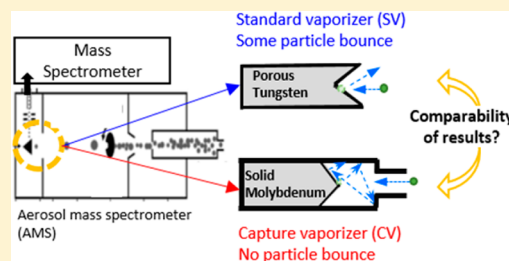 Standard vaporizer (SV)
Some particle bounce
Mass
Spectrometer
Porous
Tungsten
Comparability
of results?
Solid
Molybdenum
Aerosol mass spectrometer
(AMS)
Capture vaporizer (CV)
No particle bounce